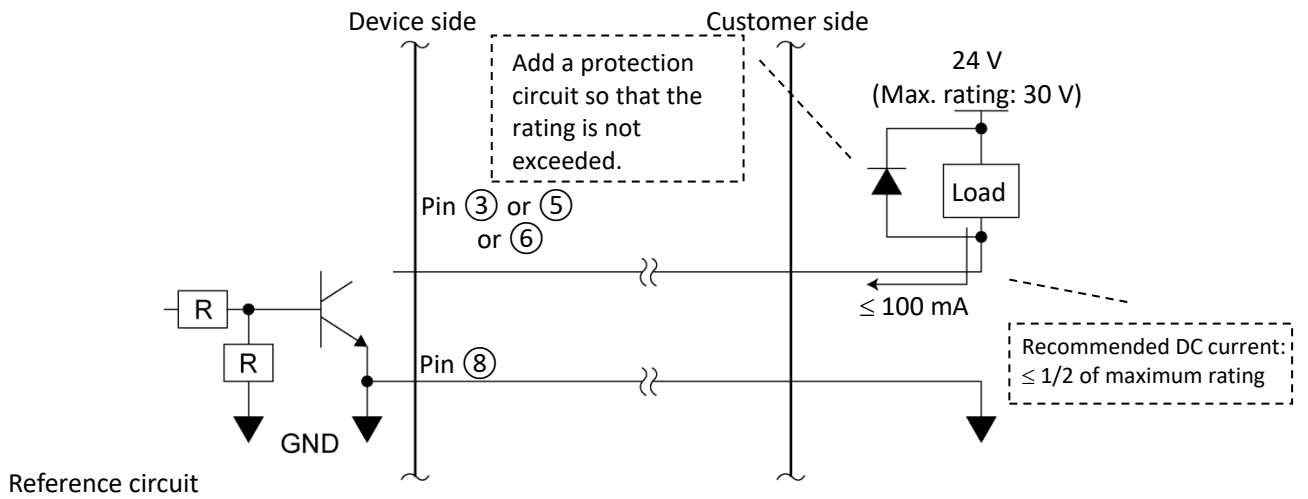 Device side
Customer side
Add a protection
circuit so that the
rating is not
exceeded.
24 V
(Max. rating: 30 V)
Load
Pin ③ or ⑤
or ⑥
≤ 100 mA
R
R
Pin ⑧
Recommended DC current:
≤ 1/2 of maximum rating
GND
Reference circuit